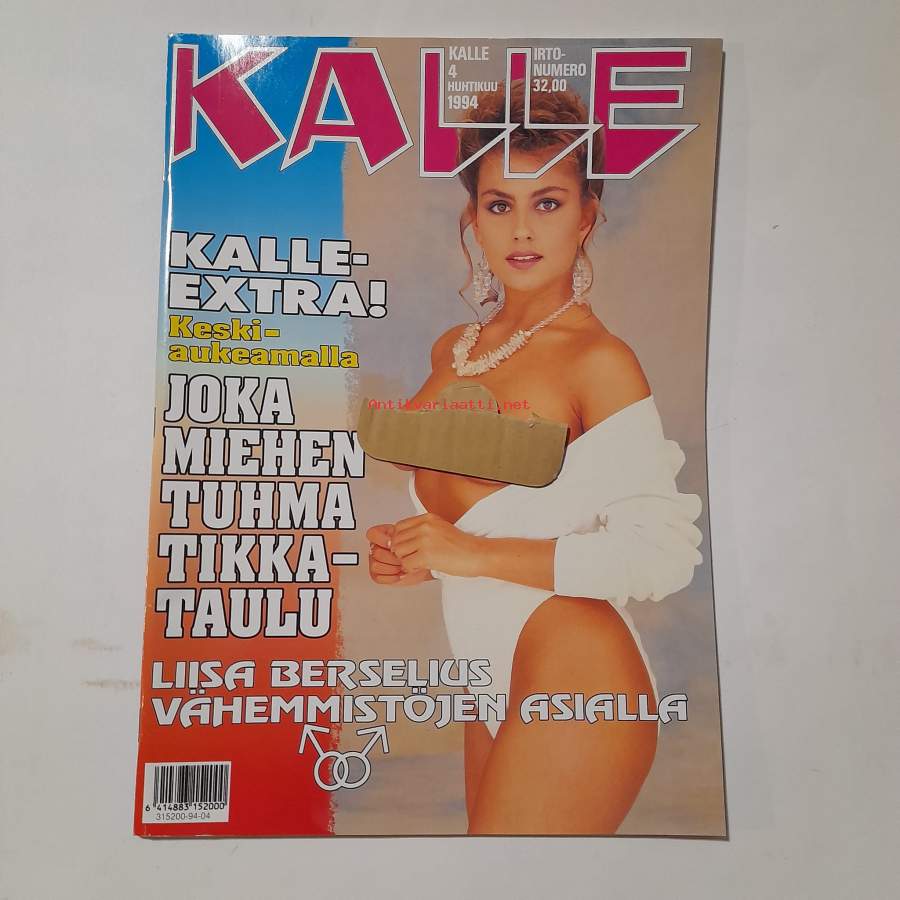 KALLE
KALLE
4
HUHTIKUU
1994
IRTO-
NUMERO
32,00
KALLE-
EXTRA!
Keski-
aukeamalla
JOKA
MIEHEN
TUHMA
TIKKA-
TAULU
Antikvariaatti.net
LIISA BERSELIUS
VÄHEMMISTÖJEN ASIALLA
6 414883 152000
315200-94-04